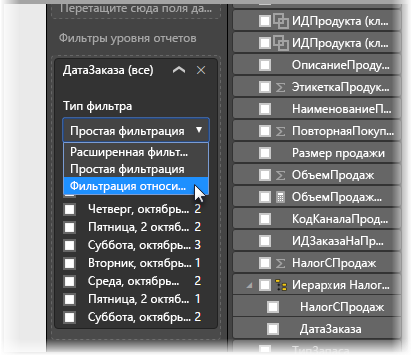 Перетащите сюда поля да...
Фильтры уровня отчетов
ДатаЗаказа (все)
Тип фильтра
Простая фильтрация
Расширенная фильт...
Простая фильтрация
Фильтрация относи...
Четверг, октябрь... 2
Пятница, 2 октяб... 2
Суббота, октябрь... 3
Вторник, октябрь... 1
Среда, октябрь... 2
Пятница, 2 октяб... 1
Суббота, октябрь... 2
ИДПродукта (кл...
ИДПродукта (кл...
ОписаниеПроду...
ЭтикеткаПродук...
НаименованиеП...
ПовторнаяПокуп...
Размер продажи
ОбъемПродаж
ОбъемПродаж...
КодКаналаПрод...
ИДЗаказаНаПр...
НалогСПродаж
Иерархия Налог...
НалогСПродаж
ДатаЗаказа